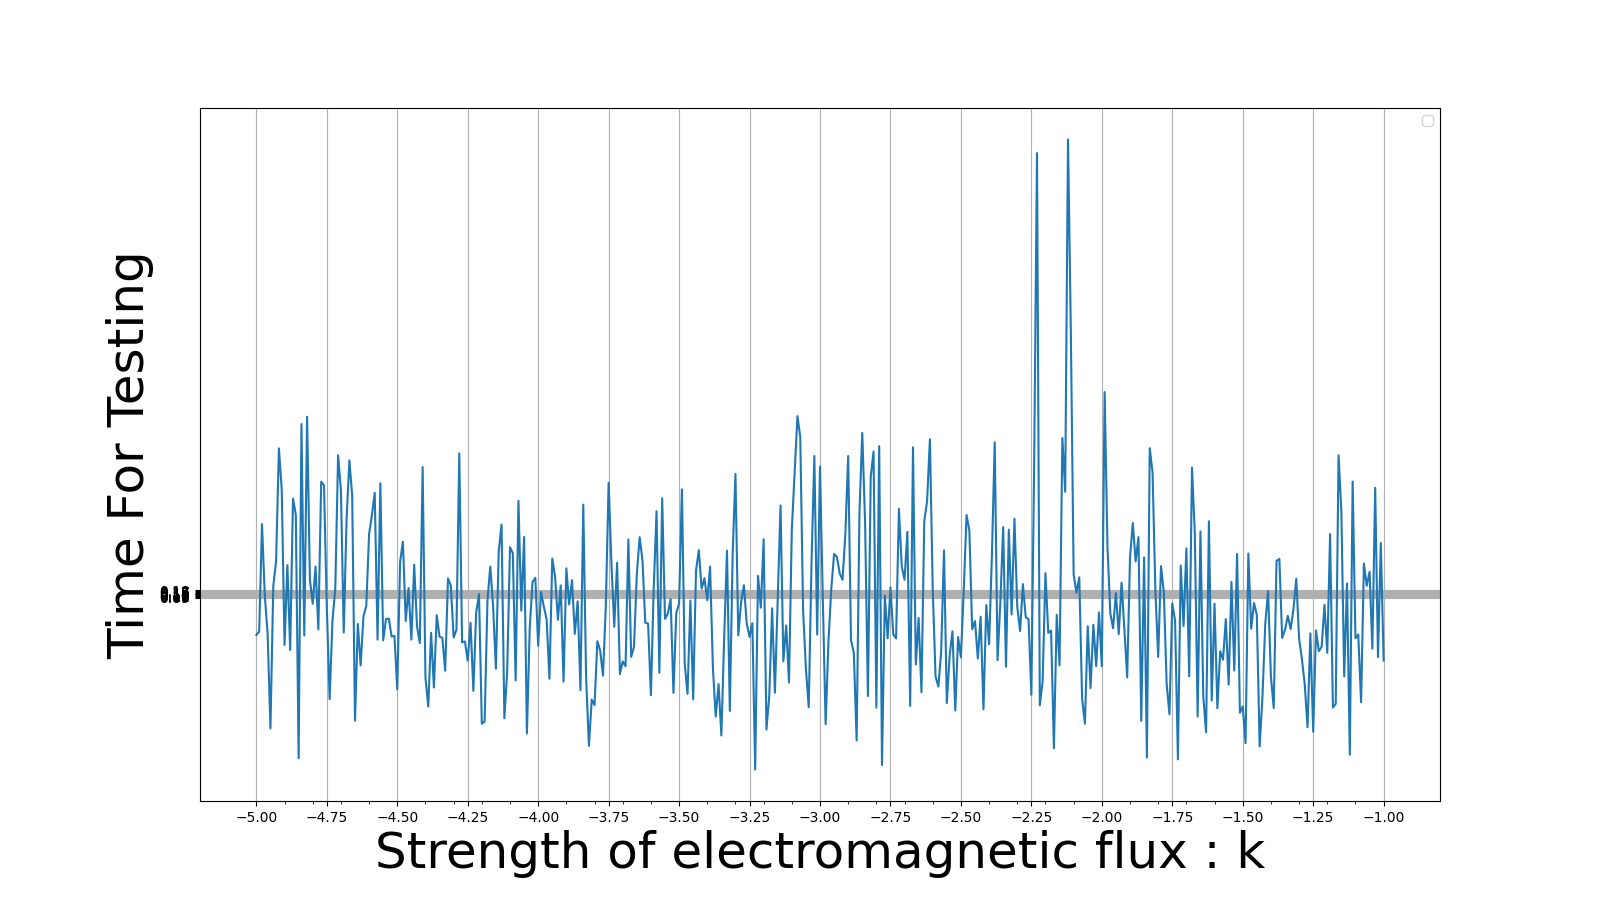 Time For Testing
−5.00 −4.75 −4.50 −4.25 −4.00 −3.75 −3.50 −3.25 −3.00 −2.75 −2.50 −2.25 −2.00 −1.75 −1.50 −1.25 −1.00
Strength of electromagnetic flux : k